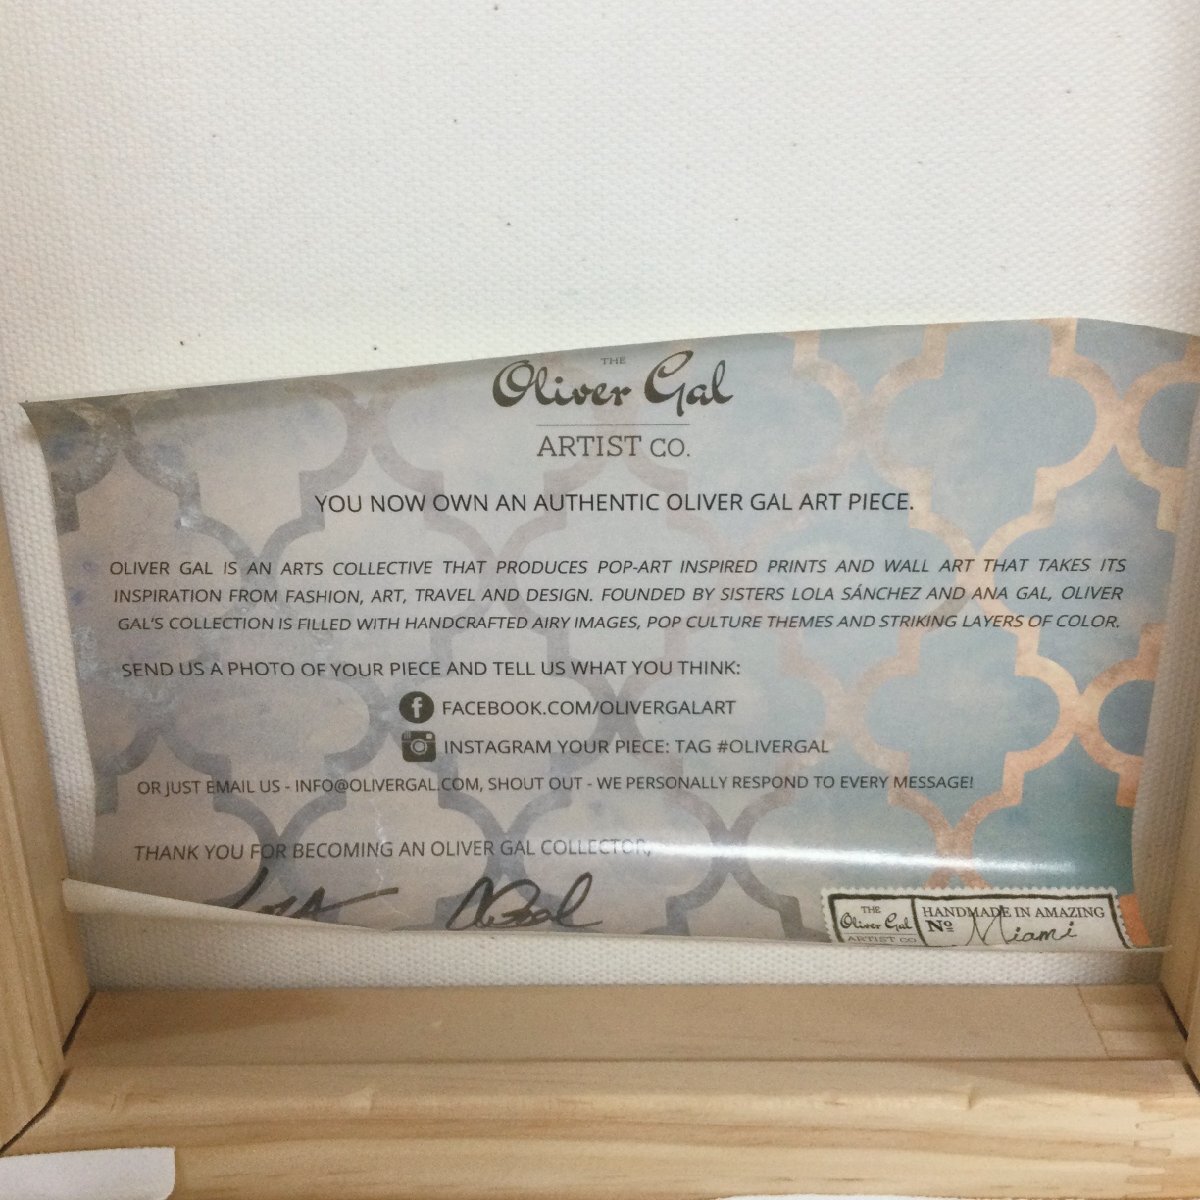 THE
Oliver Gal
ARTIST CO.
YOU NOW OWN AN AUTHENTIC OLIVER GAL ART PIECE.
OLIVER GAL IS AN ARTS COLLECTIVE THAT PRODUCES POP-ART INSPIRED PRINTS AND WALL ART THAT TAKES ITS
INSPIRATION FROM FASHION, ART, TRAVEL AND DESIGN. FOUNDED BY SISTERS LOLA SÁNCHEZ AND ANA GAL, OLIVER
GAL'S COLLECTION IS FILLED WITH HANDCRAFTED AIRY IMAGES, POP CULTURE THEMES AND STRIKING LAYERS OF COLOR.
SEND US A PHOTO OF YOUR PIECE AND TELL US WHAT YOU THINK:
FACEBOOK.COM/OLIVERGALART
INSTAGRAM YOUR PIECE: TAG #OLIVERGAL
OR JUST EMAIL US - INFO@OLIVERGAL.COM, SHOUT OUT - WE PERSONALLY RESPOND TO EVERY MESSAGE!
THANK YOU FOR BECOMING AN OLIVER GAL COLLECTOR,
THE
Oliver Gal
ARTIST CO
HANDMADE IN AMAZING
Nº Miami